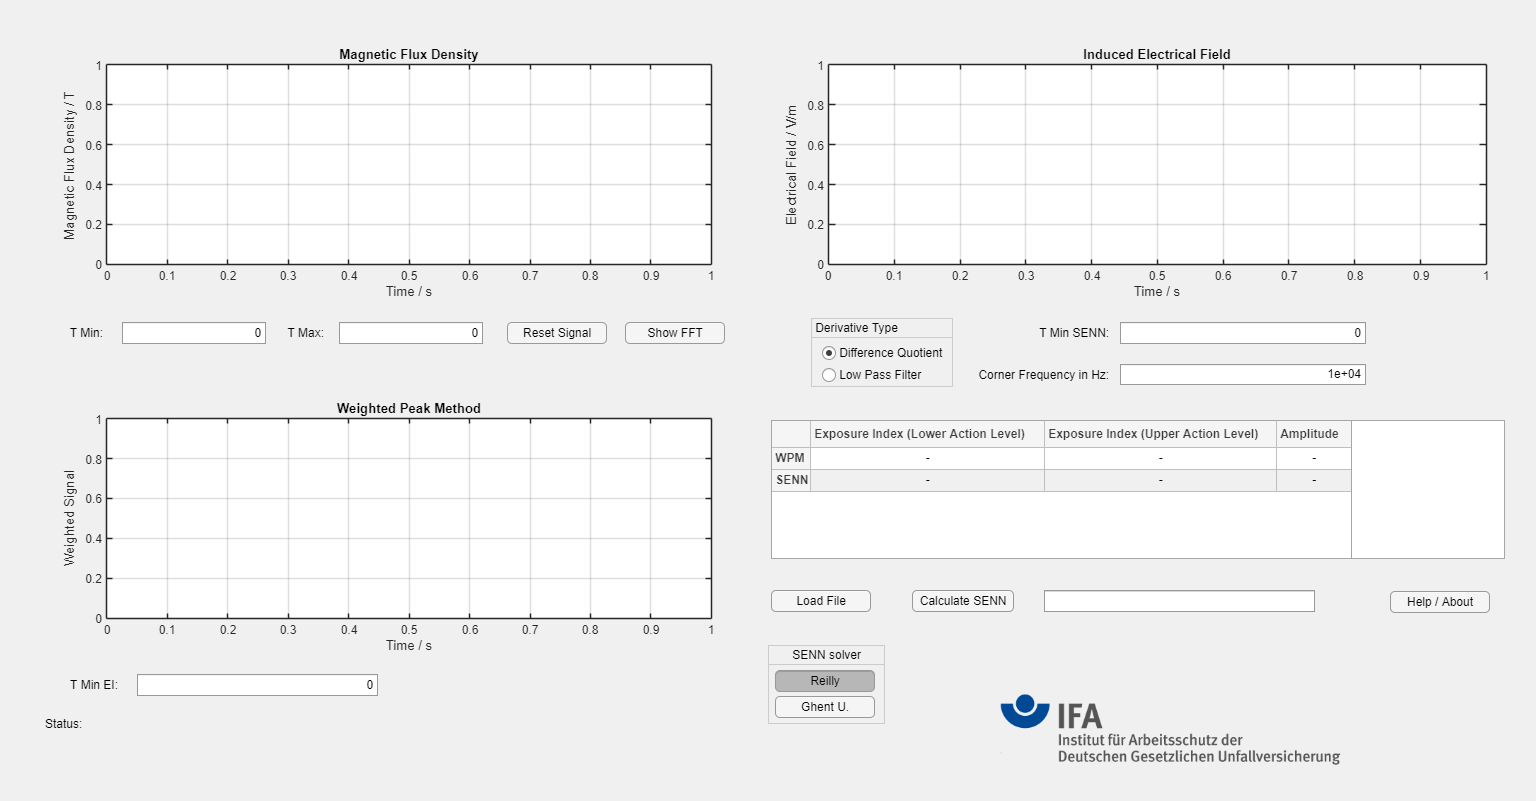 Magnetic Flux Density
Magnetic Flux Density / T
1
0.8
0.6
0.4
0.2
0
0 0.1 0.2 0.3 0.4 0.5 0.6 0.7 0.8 0.9 1
Time / s
T Min: 0 T Max: 0 Reset Signal Show FFT
Weighted Peak Method
Weighted Signal
1
0.8
0.6
0.4
0.2
0
0 0.1 0.2 0.3 0.4 0.5 0.6 0.7 0.8 0.9 1
Time / s
T Min EI: 0
Status:
Induced Electrical Field
Electrical Field / V/m
1
0.8
0.6
0.4
0.2
0
0 0.1 0.2 0.3 0.4 0.5 0.6 0.7 0.8 0.9 1
Time / s
Derivative Type
Difference Quotient
Low Pass Filter
T Min SENN: 0
Corner Frequency in Hz: 1e+04
Exposure Index (Lower Action Level) Exposure Index (Upper Action Level) Amplitude
WPM - - -
SENN - - -
Load File Calculate SENN Help / About
SENN solver
Reilly
Ghent U.
IFA
Institut für Arbeitsschutz der
Deutschen Gesetzlichen Unfallversicherung